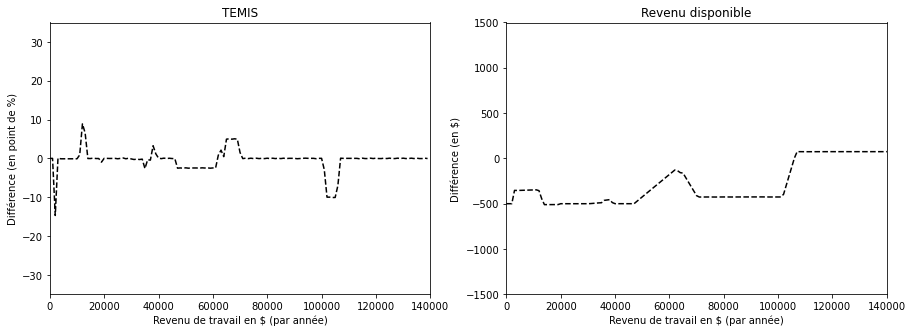 TEMIS
Différence (en point de %)
30
20
10
0
−10
−20
−30
0 20000 40000 60000 80000 100000 120000 140000
Revenu de travail en $ (par année)
Revenu disponible
Différence (en $)
1500
1000
500
0
−500
−1000
−1500
0 20000 40000 60000 80000 100000 120000 140000
Revenu de travail en $ (par année)